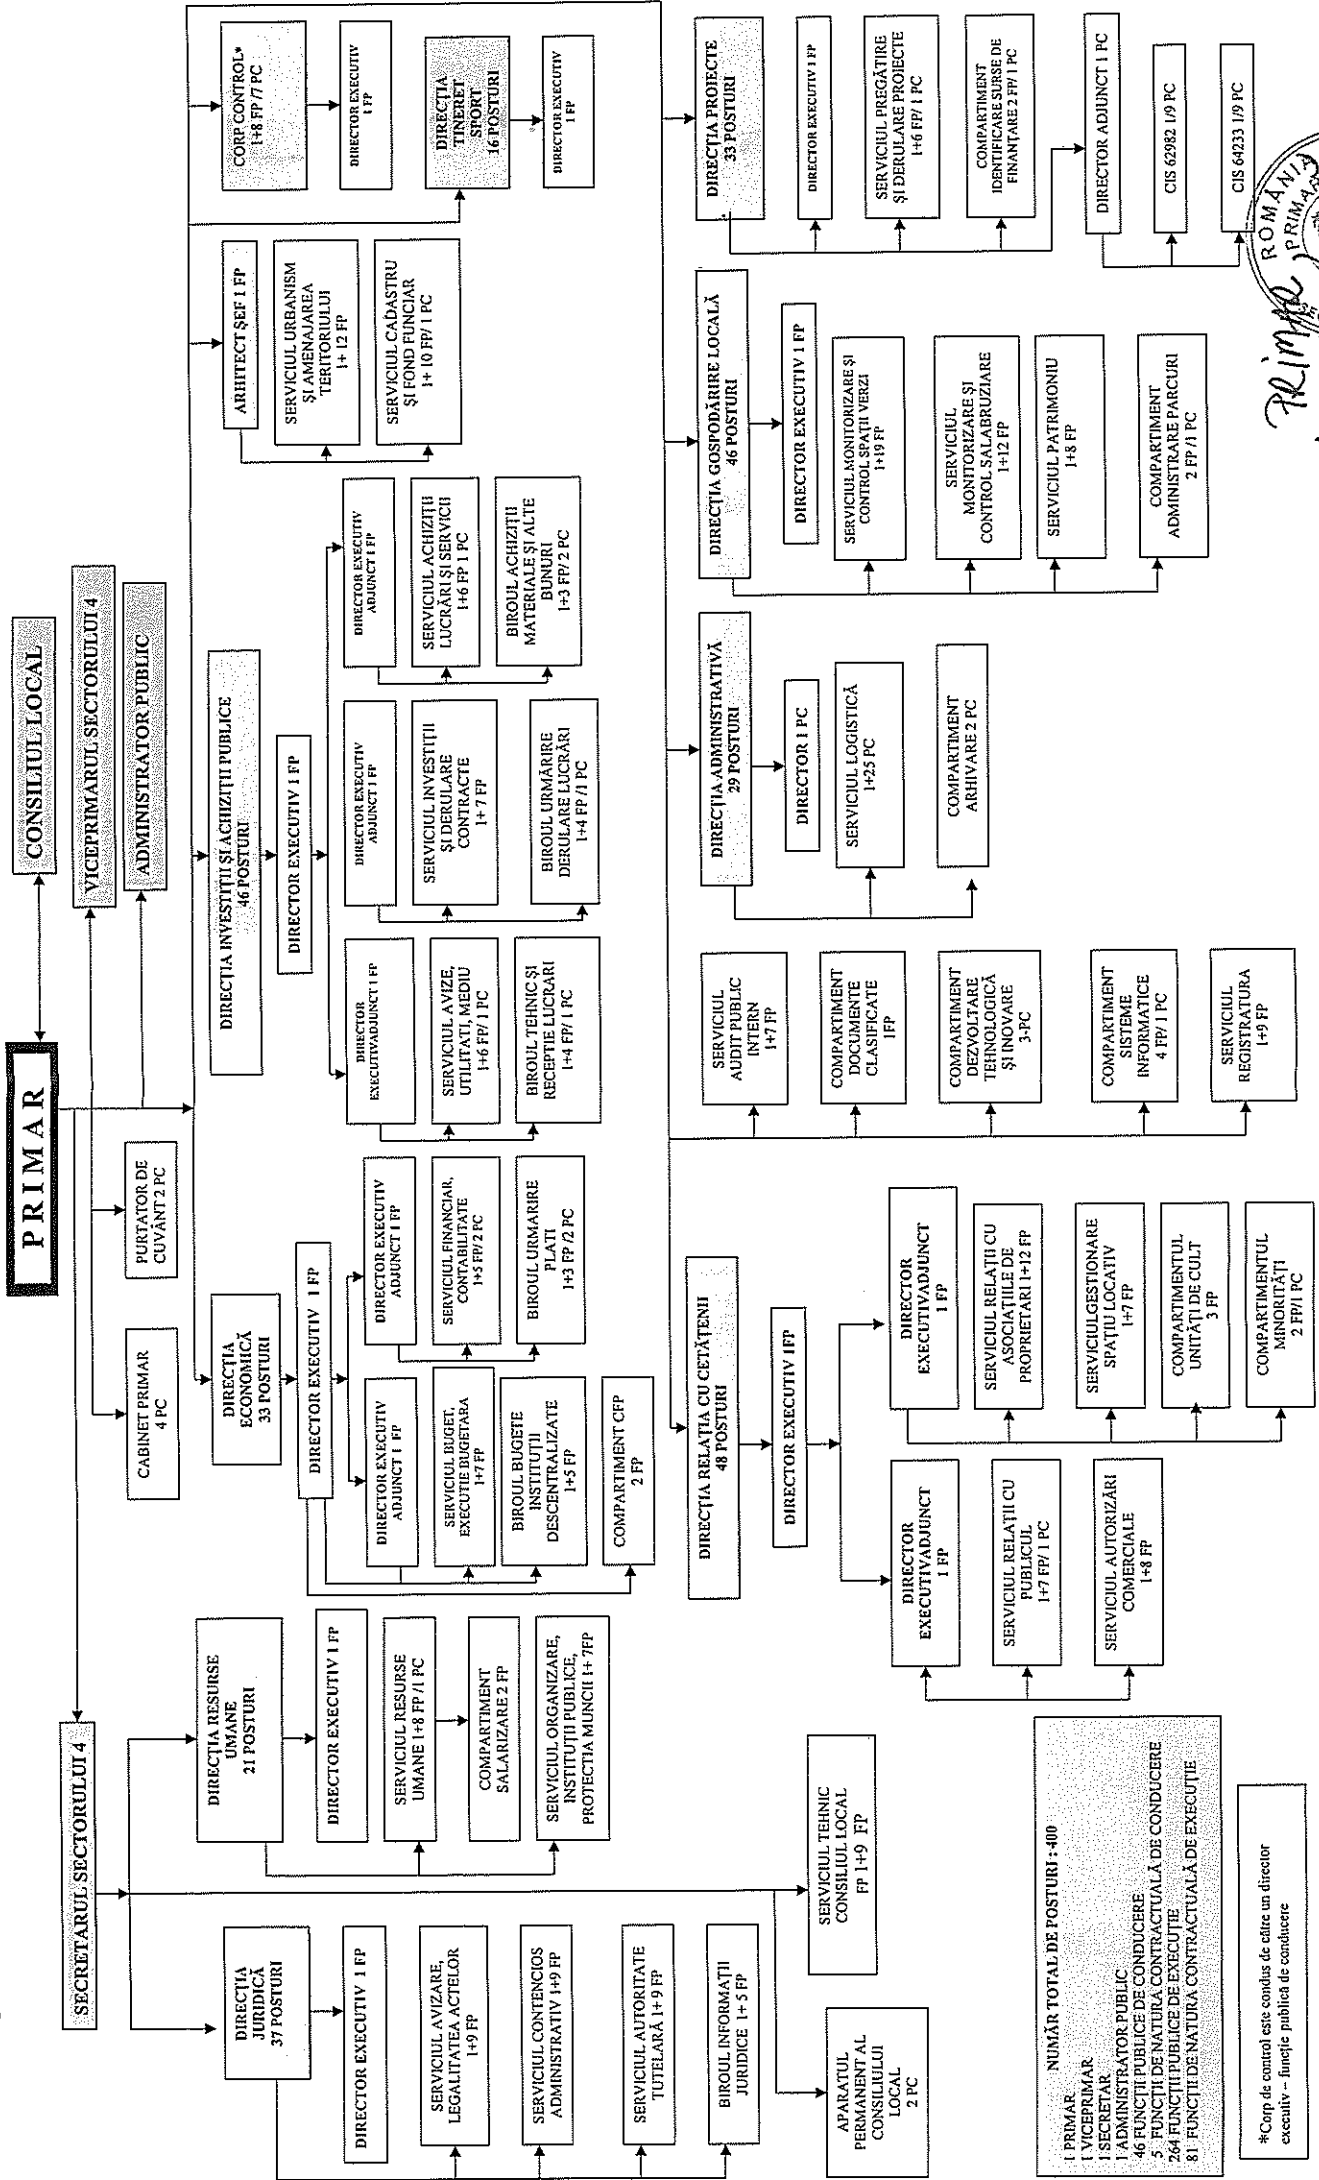 PRIMAR
CONSILIUL LOCAL
VICEPRIMARUL SECTORULUI 4
ADMINISTRATOR PUBLIC
SECRETARUL SECTORULUI 4
CABINET PRIMAR
4 PC
PURTATOR DE
CUVÂNT 2 PC
DIRECȚIA
JURIDICĂ
37 POSTURI
DIRECTOR EXECUTIV 1 FP
SERVICIUL AVIZARE,
LEGALITATEA ACTELOR
1+9 FP
SERVICIUL CONTENCIOS
ADMINISTRATIV 1+9 FP
SERVICIUL AUTORITATE
TUTELARĂ 1+ 9 FP
BIROUL INFORMAȚII
JURIDICE 1+ 5 FP
DIRECȚIA RESURSE
UMANE
21 POSTURI
DIRECTOR EXECUTIV 1 FP
SERVICIUL RESURSE
UMANE 1+8 FP /1 PC
COMPARTIMENT
SALARIZARE 2 FP
SERVICIUL ORGANIZARE,
INSTITUȚII PUBLICE,
PROTECTIA MUNCII 1+ 7FP
APARATUL
PERMANENT AL
CONSILIULUI
LOCAL
2 PC
SERVICIUL TEHNIC
CONSILIUL LOCAL
FP 1+9 FP
DIRECȚIA
ECONOMICĂ
33 POSTURI
DIRECTOR EXECUTIV 1 FP
DIRECTOR EXECUTIV
ADJUNCT 1 FP
SERVICIUL BUGET,
EXECUTIE BUGETARA
1+7 FP
BIROUL BUGETE
INSTITUȚII
DESCENTRALIZATE
1+5 FP
COMPARTIMENT CFP
2 FP
DIRECTOR EXECUTIV
ADJUNCT 1 FP
SERVICIUL FINANCIAR,
CONTABILITATE
1+5 FP/ 2 PC
BIROUL URMARIRE
PLATI
1+3 FP /2 PC
DIRECȚIA INVESTIȚII ȘI ACHIZIȚII PUBLICE
46 POSTURI
DIRECTOR EXECUTIV 1 FP
DIRECTOR
EXECUTIVADJUNCT 1 FP
SERVICIUL AVIZE,
UTILITATI, MEDIU
1+6 FP/ 1 PC
BIROUL TEHNIC ȘI
RECEPTIE LUCRARI
1+4 FP/ 1 PC
DIRECTOR EXECUTIV
ADJUNCT 1 FP
SERVICIUL INVESTIȚII
ȘI DERULARE
CONTRACTE
1+ 7 FP
BIROUL URMĂRIRE
DERULARE LUCRĂRI
1+4 FP /1 PC
DIRECTOR EXECUTIV
ADJUNCT 1 FP
SERVICIUL ACHIZIȚII
LUCRĂRI ȘI SERVICII
1+6 FP 1 PC
BIROUL ACHIZIȚII
MATERIALE ȘI ALTE
BUNURI
1+3 FP/ 2 PC
ARHITECT ȘEF 1 FP
SERVICIUL URBANISM
ȘI AMENAJAREA
TERITORIULUI
1+ 12 FP
SERVICIUL CADASTRU
ȘI FOND FUNCIAR
1+ 10 FP/ 1 PC
CORP CONTROL*
1+8 FP /7 PC
DIRECTOR EXECUTIV
1 FP
DIRECȚIA
TINERET
SPORT
16 POSTURI
DIRECTOR EXECUTIV
1 FP
DIRECȚIA RELAȚIA CU CETĂȚENII
48 POSTURI
DIRECTOR EXECUTIV 1FP
DIRECTOR
EXECUTIVADJUNCT
1 FP
SERVICIUL RELAȚII CU
PUBLICUL
1+7 FP/ 1 PC
SERVICIUL AUTORIZĂRI
COMERCIALE
1+8 FP
DIRECTOR
EXECUTIVADJUNCT
1 FP
SERVICIUL RELAȚII CU
ASOCIAȚIILE DE
PROPRIETARI 1+12 FP
SERVICIULGESTIONARE
SPAȚIU LOCATIV
1+7 FP
COMPARTIMENTUL
UNITĂȚI DE CULT
3 FP
COMPARTIMENTUL
MINORITĂȚI
2 FP/1 PC
SERVICIUL
AUDIT PUBLIC
INTERN
1+7 FP
COMPARTIMENT
DOCUMENTE
CLASIFICATE
1FP
COMPARTIMENT
DEZVOLTARE
TEHNOLOGICĂ
ȘI INOVARE
3-PC
COMPARTIMENT
SISTEME
INFORMATICE
4 FP/ 1 PC
SERVICIUL
REGISTRATURA
1+9 FP
DIRECȚIA ADMINISTRATIVĂ
29 POSTURI
DIRECTOR 1 PC
SERVICIUL LOGISTICĂ
1+25 PC
COMPARTIMENT
ARHIVARE 2 PC
DIRECȚIA GOSPODĂRIRE LOCALĂ
46 POSTURI
DIRECTOR EXECUTIV 1 FP
SERVICIUL MONITORIZARE ȘI
CONTROL SPAȚII VERZI
1+19 FP
SERVICIUL
MONITORIZARE ȘI
CONTROL SALABRUZIARE
1+12 FP
SERVICIUL PATRIMONIU
1+8 FP
COMPARTIMENT
ADMINISTRARE PARCURI
2 FP /1 PC
DIRECȚIA PROIECTE
33 POSTURI
DIRECTOR EXECUTIV 1 FP
SERVICIUL PREGĂTIRE
ȘI DERULARE PROIECTE
1+6 FP/ 1 PC
COMPARTIMENT
IDENTIFICARE SURSE DE
FINANȚARE 2 FP/ 1 PC
DIRECTOR ADJUNCT 1 PC
CIS 62982 1/9 PC
CIS 64233 1/9 PC
NUMĂR TOTAL DE POSTURI :400
1 PRIMAR
1 VICEPRIMAR
1 SECRETAR
1 ADMINISTRATOR PUBLIC
46 FUNCȚII PUBLICE DE CONDUCERE
5 FUNCȚII DE NATURA CONTRACTUALĂ DE CONDUCERE
264 FUNCȚII PUBLICE DE EXECUȚIE
81 FUNCȚII DE NATURA CONTRACTUALĂ DE EXECUȚIE
*Corp de control este condus de către un director
executiv – funcție publică de conducere
PRIMAR
ROMÂNIA
PRIMA